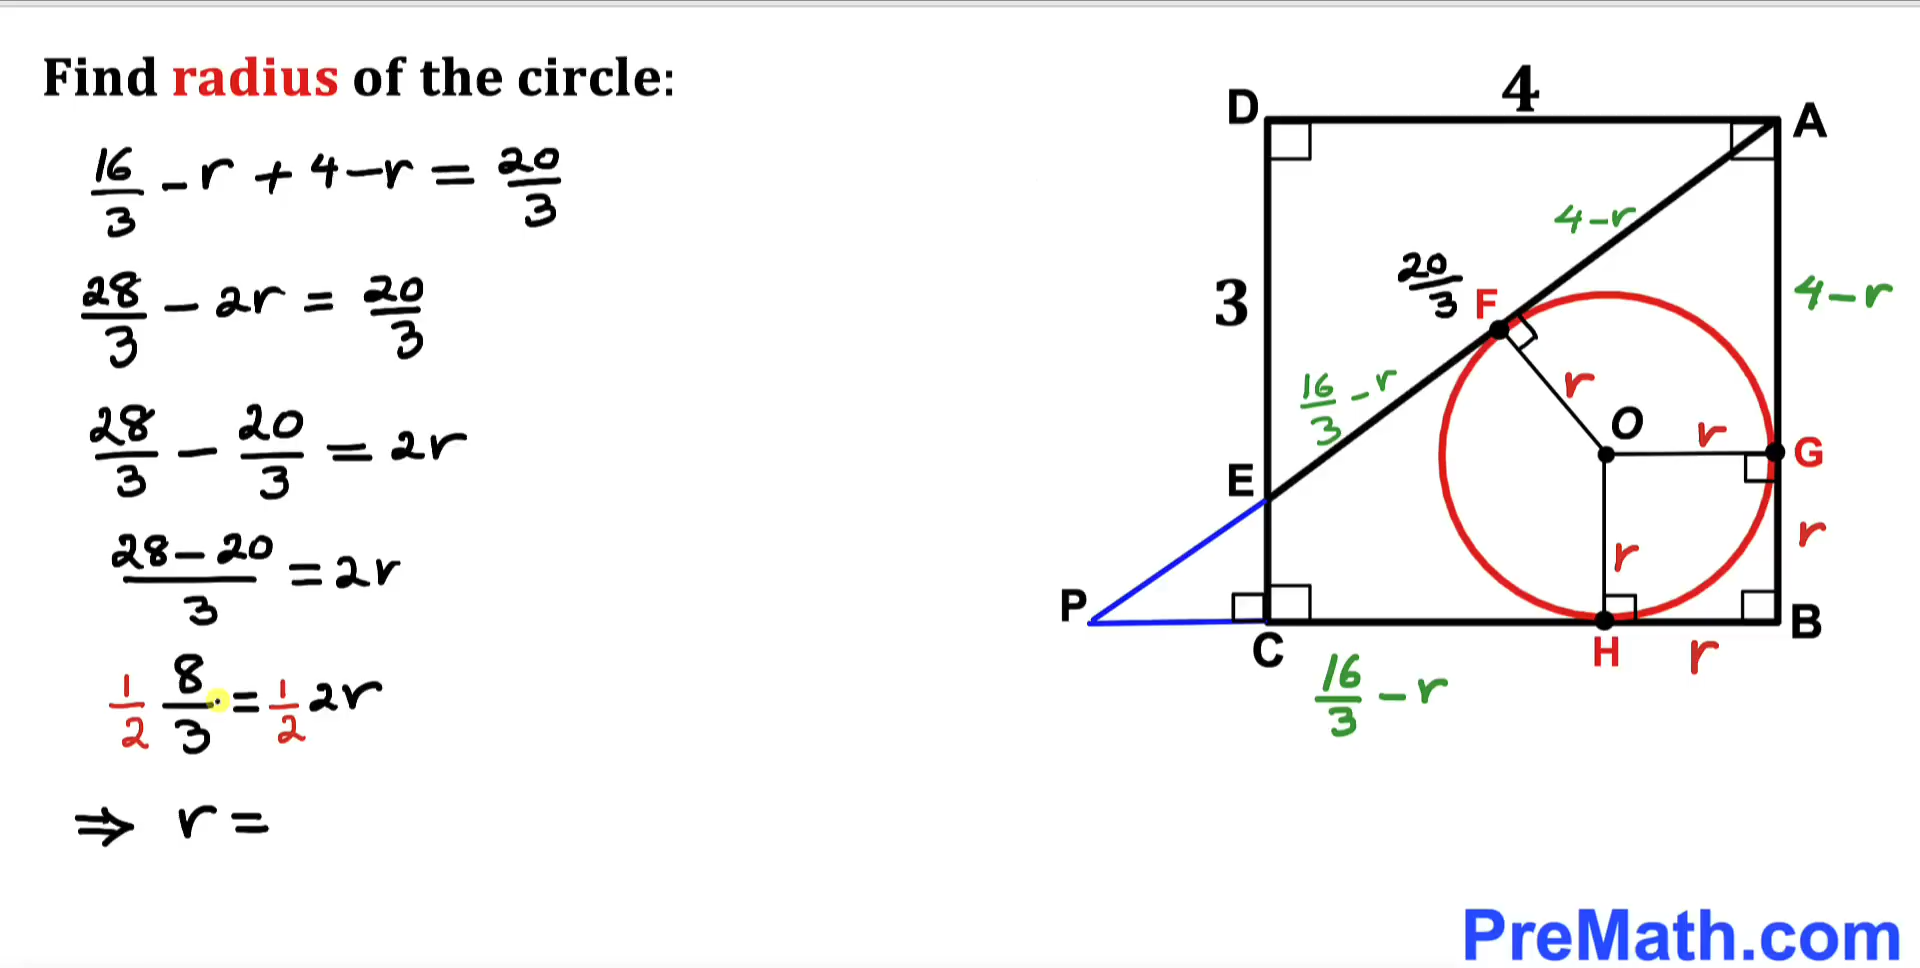 Find radius of the circle:
16/3 - r + 4 - r = 20/3
28/3 - 2r = 20/3
28/3 - 20/3 = 2r
28 - 20/3 = 2r
1/2 8/3 · = 1/2 2r
⇒ r =
4
D
A
4 - r
20/3
F
4 - r
3
16/3 - r
r
O
r
G
E
r
r
P
B
C
H
r
16/3 - r
PreMath.com